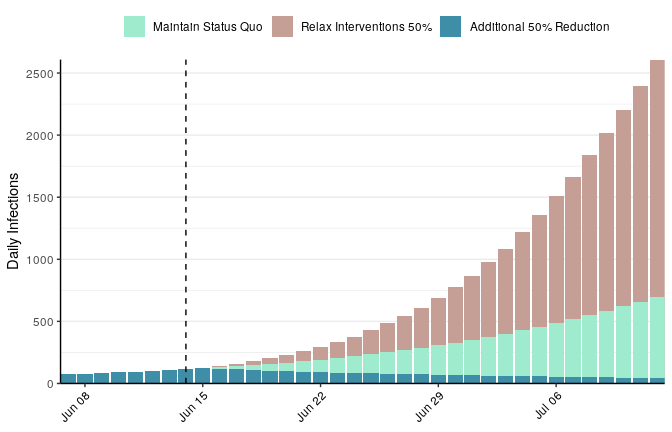 Maintain Status Quo Relax Interventions 50% Additional 50% Reduction
Daily Infections
2500
2000
1500
1000
500
0
Jun 08 Jun 15 Jun 22 Jun 29 Jul 06